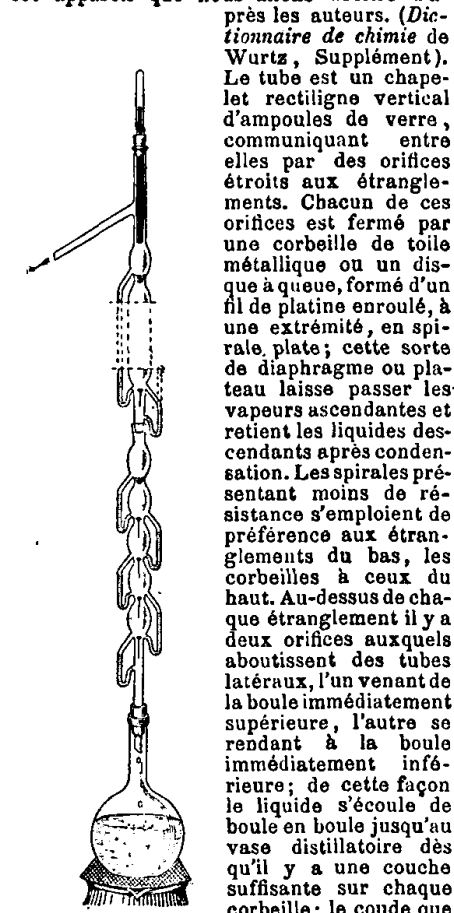 cet appareil que nous avons
près les auteurs. (Dic-
tionnaire de chimie de
Wurtz, Supplément).
Le tube est un chape-
let rectiligne vertical
d'ampoules de verre,
communiquant entre
elles par des orifices
étroits aux étrangle-
ments. Chacun de ces
orifices est fermé par
une corbeille de toile
métallique ou un dis-
que à queue, formé d'un
fil de platine enroulé, à
une extrémité, en spi-
rale plate; cette sorte
de diaphragme ou pla-
teau laisse passer les
vapeurs ascendantes et
retient les liquides des-
cendants après conden-
sation. Les spirales pré-
sentant moins de ré-
sistance s'emploient de
préférence aux étran-
glements du bas, les
corbeilles à ceux du
haut. Au-dessus de cha-
que étranglement il y a
deux orifices auxquels
aboutissent des tubes
latéraux, l'un venant de
la boule immédiatement
supérieure, l'autre se
rendant à la boule
immédiatement infé-
rieure; de cette façon
le liquide s'écoule de
boule en boule jusqu'au
vase distillatoire dès
qu'il y a une couche
suffisante sur chaque
corbeille; le coude que